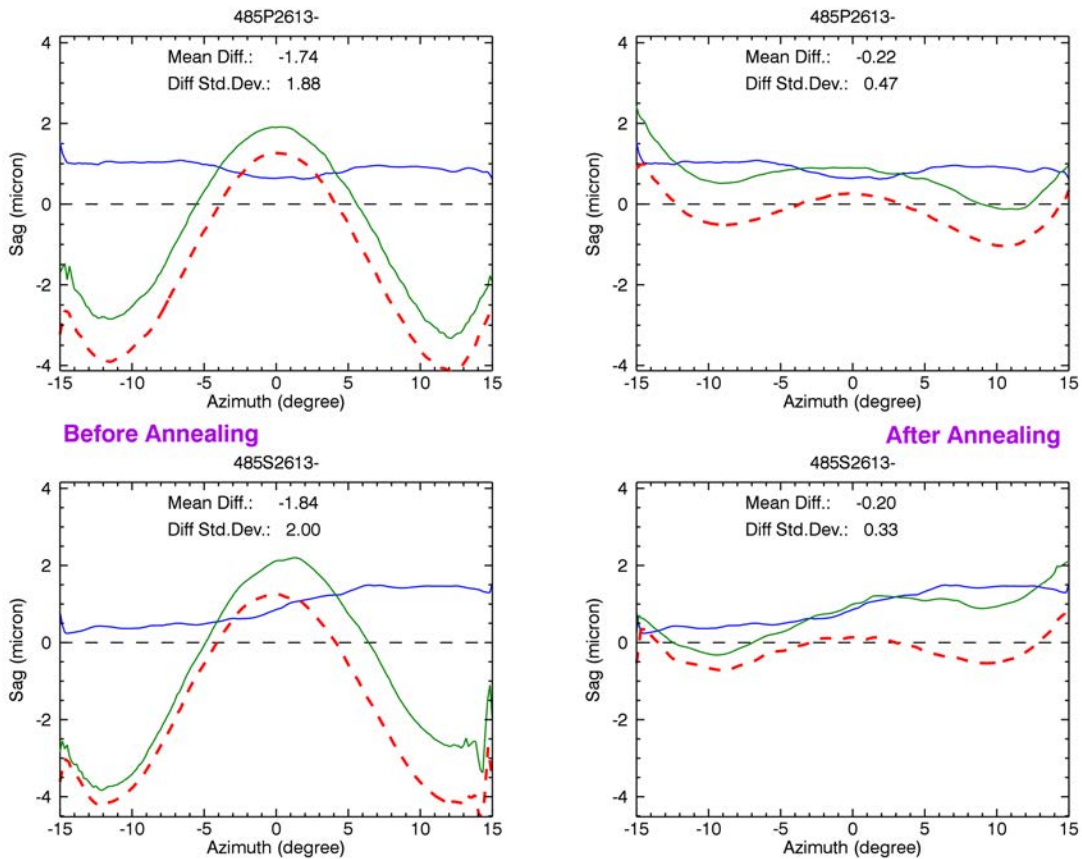 485P2613-
Mean Diff.: -1.74
Diff Std.Dev.: 1.88
4
2
0
-2
-4
Sag (micron)
-15 -10 -5 0 5 10 15
Azimuth (degree)
485P2613-
Mean Diff.: -0.22
Diff Std.Dev.: 0.47
4
2
0
-2
-4
Sag (micron)
-15 -10 -5 0 5 10 15
Azimuth (degree)
Before Annealing
After Annealing
485S2613-
Mean Diff.: -1.84
Diff Std.Dev.: 2.00
4
2
0
-2
-4
Sag (micron)
-15 -10 -5 0 5 10 15
Azimuth (degree)
485S2613-
Mean Diff.: -0.20
Diff Std.Dev.: 0.33
4
2
0
-2
-4
Sag (micron)
-15 -10 -5 0 5 10 15
Azimuth (degree)